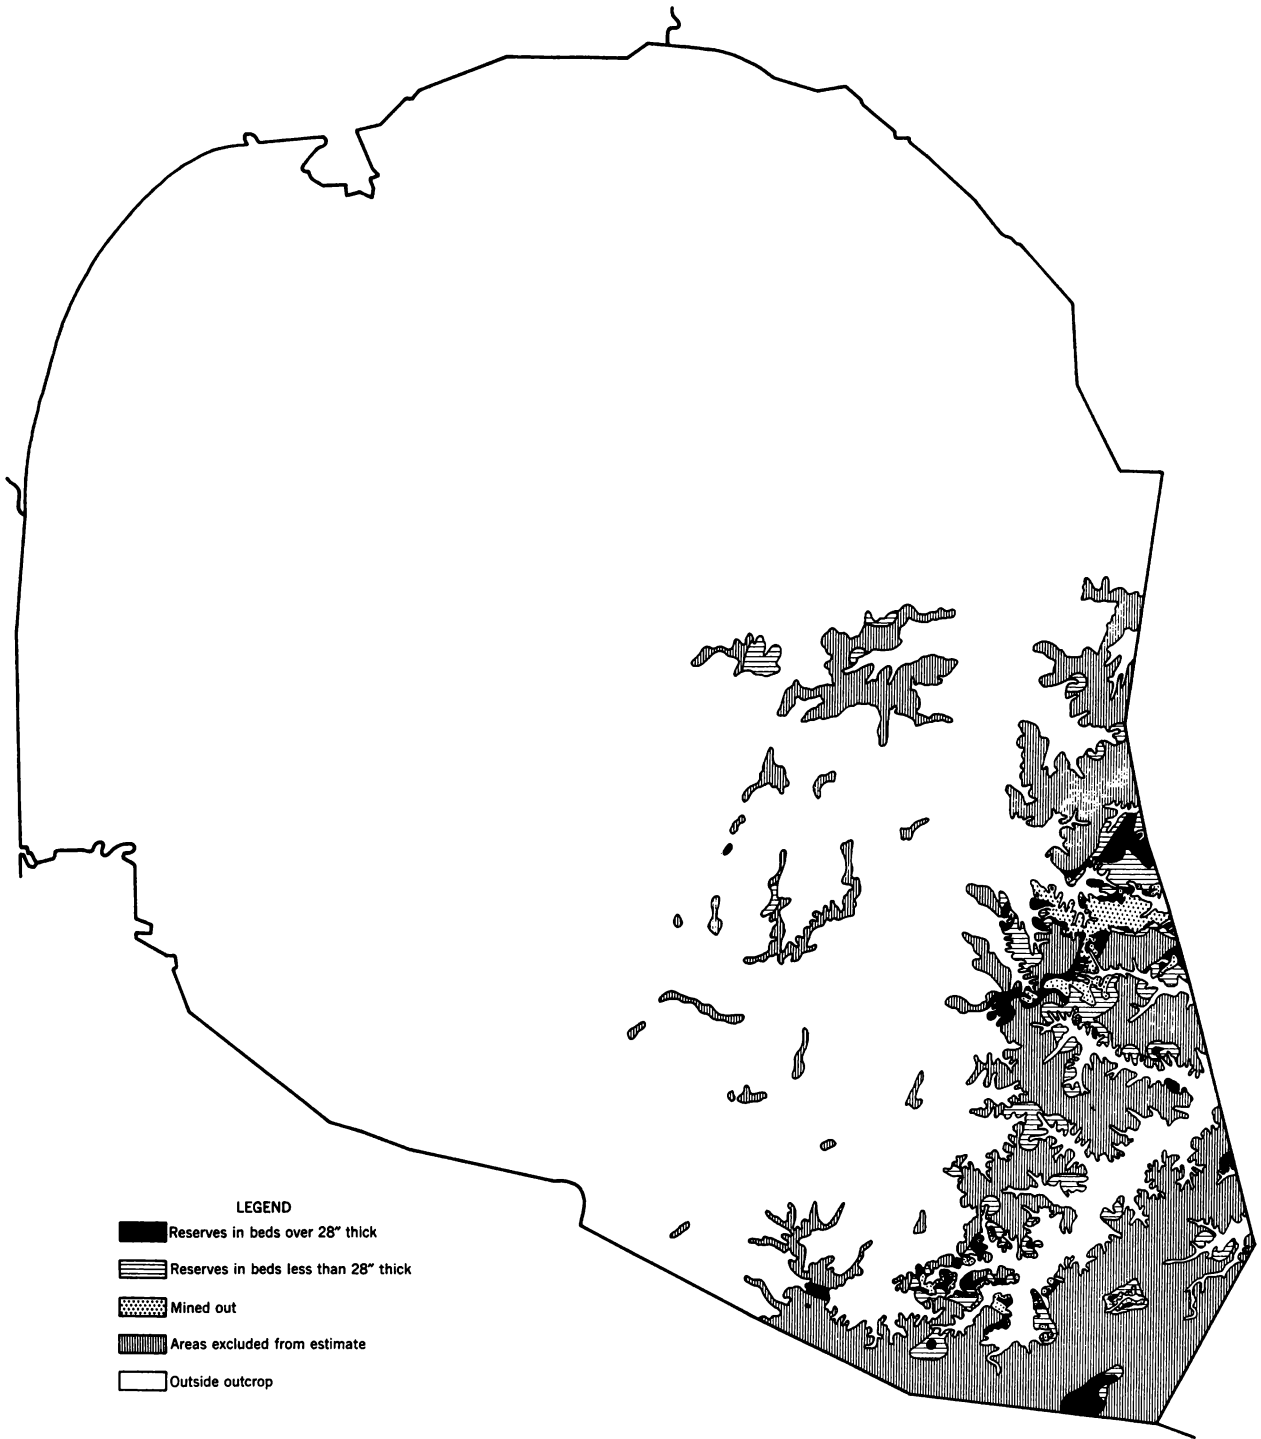 LEGEND
Reserves in beds over 28″ thick
Reserves in beds less than 28″ thick
Mined out
Areas excluded from estimate
Outside outcrop